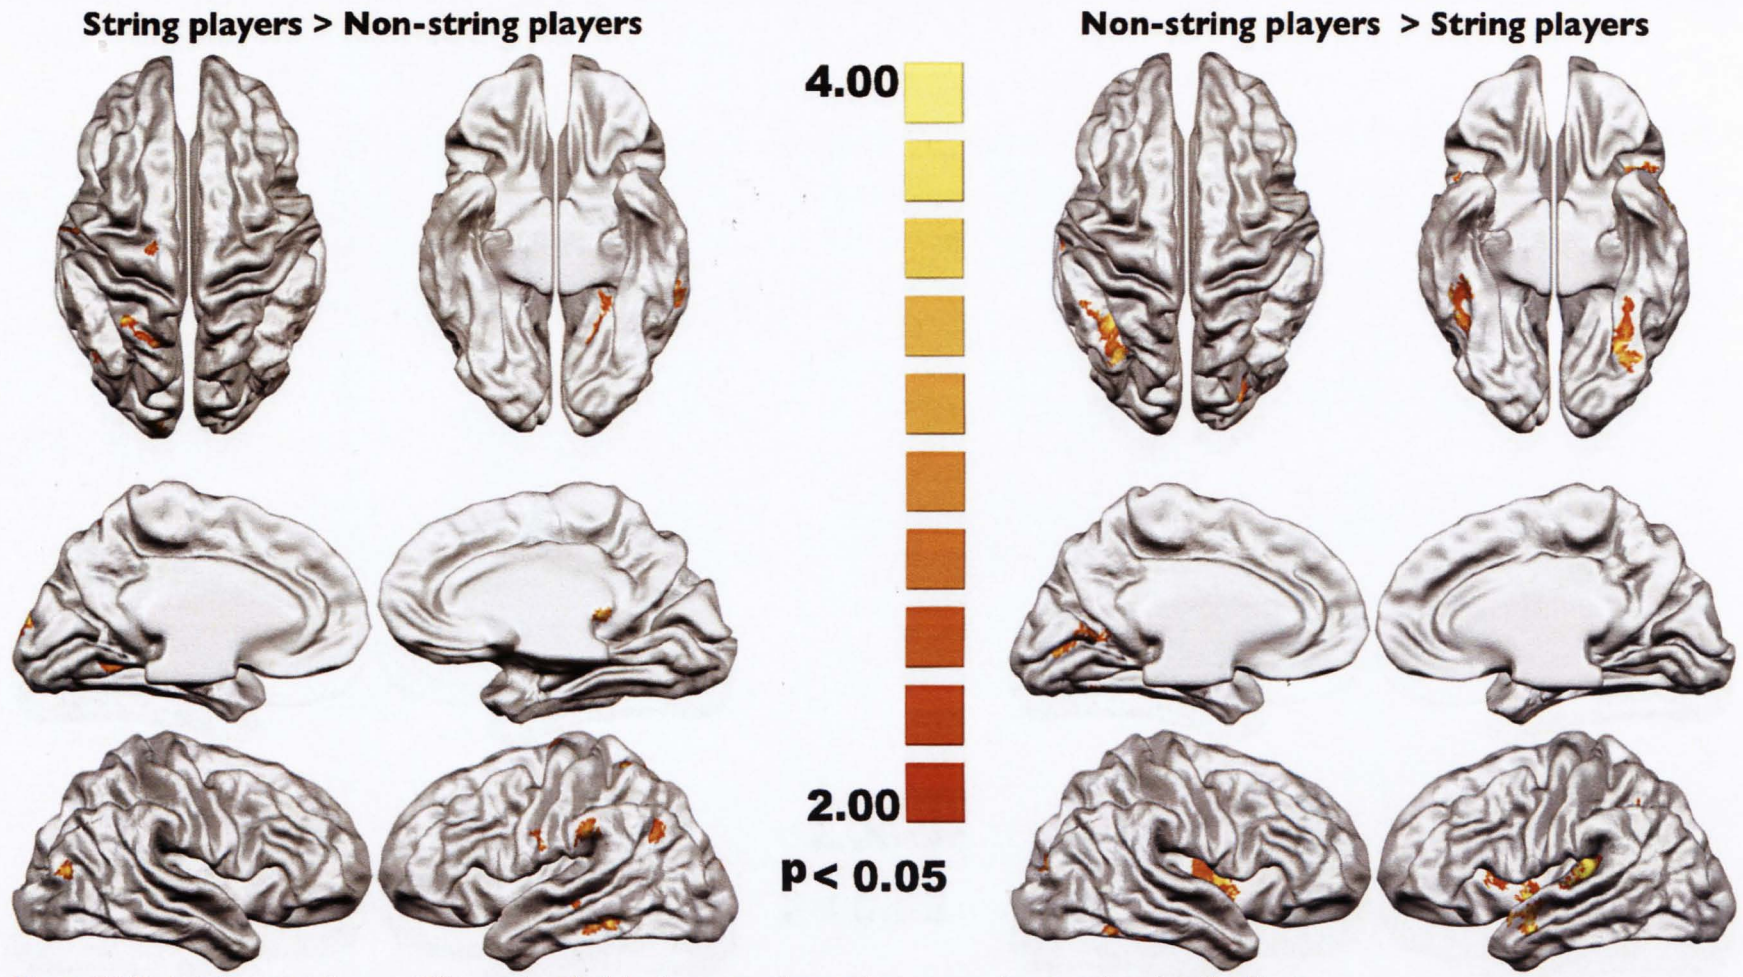 String players > Non-string players
Non-string players > String players
4.00
2.00
p< 0.05